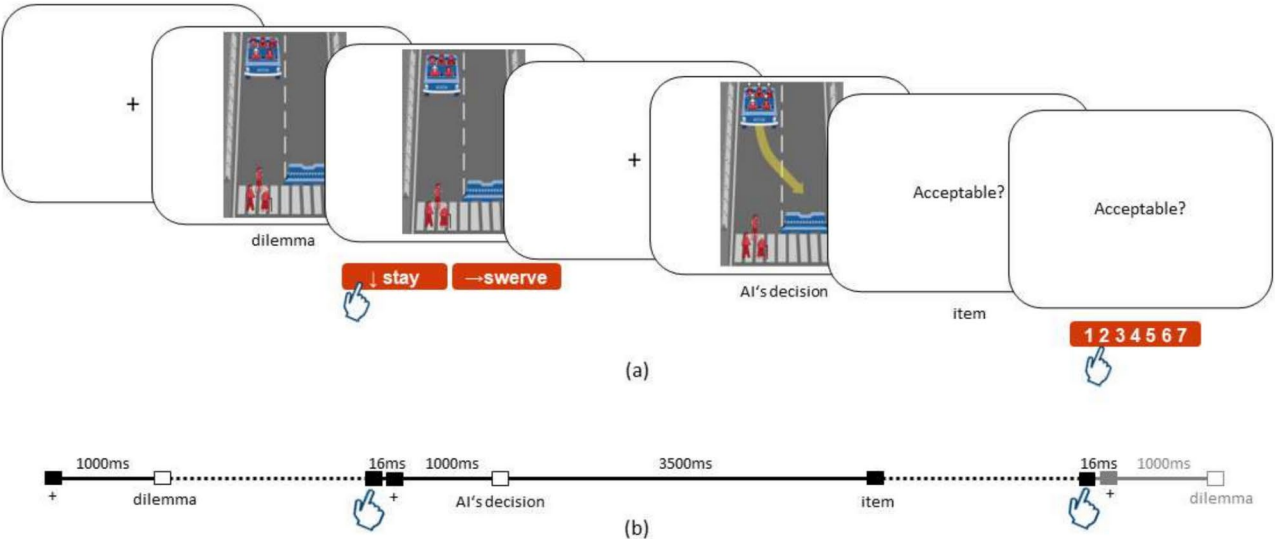 +
dilemma
↓ stay
→swerve
+
AI's decision
Acceptable?
item
Acceptable?
1 2 3 4 5 6 7
(a)
1000ms 16ms 1000ms 3500ms 16ms 1000ms
+ dilemma + AI's decision item + dilemma
(b)